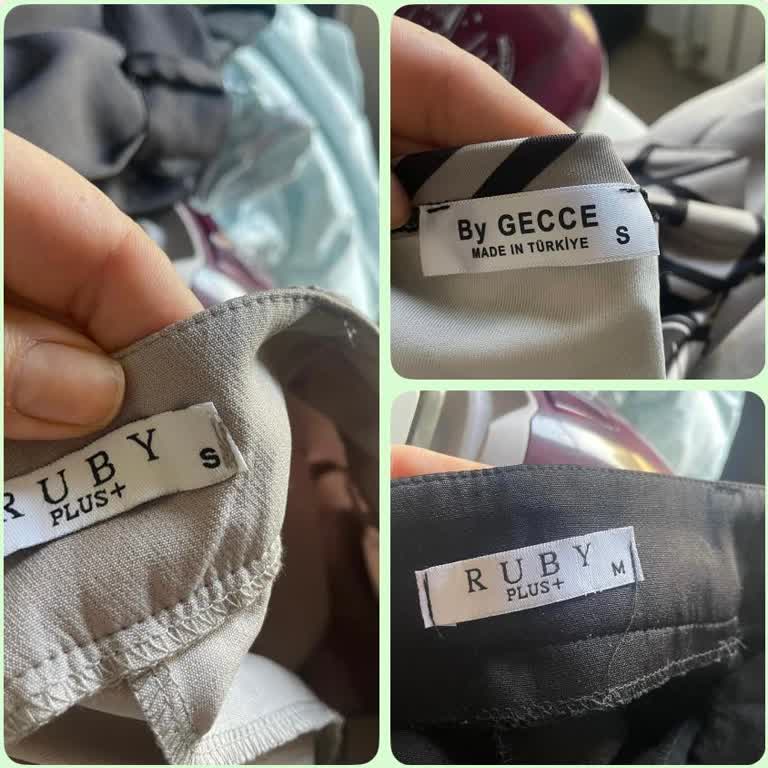 RUBY S
PLUS+
By GECCE
MADE IN TÜRKİYE S
RUBY
PLUS+ M